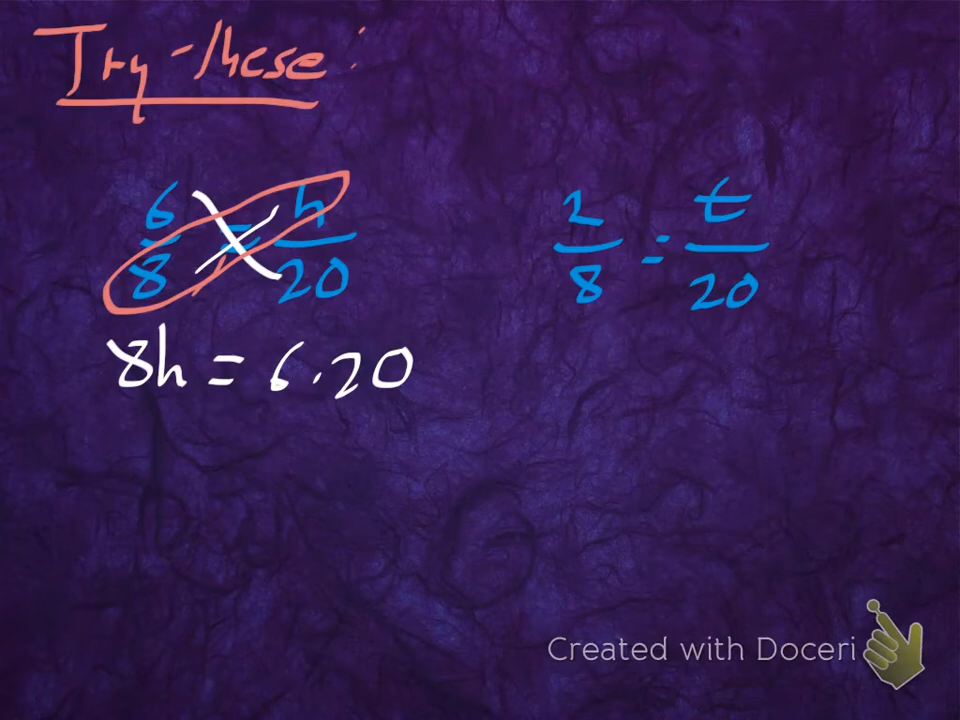 Try these:
6/8 = h/20
2/8 = t/20
8h = 6·20
Created with Doceri